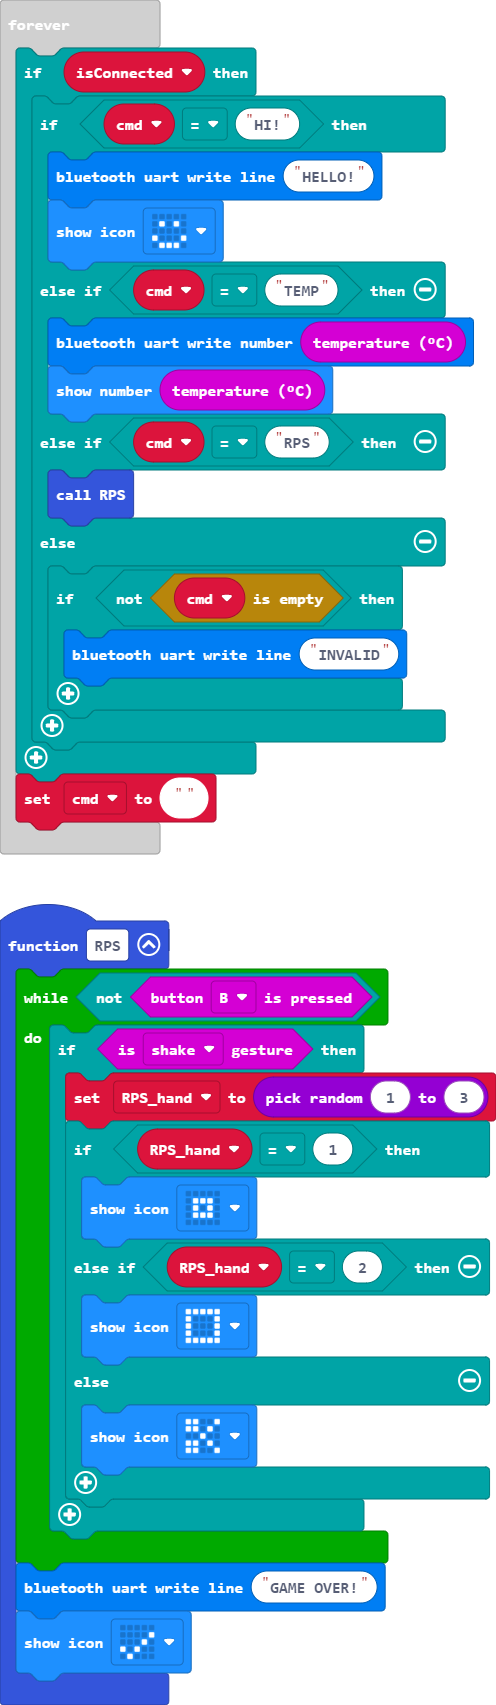 forever
if isConnected then
if cmd = "HI!" then
bluetooth uart write line "HELLO!"
show icon
else if cmd = "TEMP" then
bluetooth uart write number temperature (°C)
show number temperature (°C)
else if cmd = "RPS" then
call RPS
else
if not cmd is empty then
bluetooth uart write line "INVALID"
set cmd to " "
function RPS
while not button B is pressed
do if is shake gesture then
set RPS_hand to pick random 1 to 3
if RPS_hand = 1 then
show icon
else if RPS_hand = 2 then
show icon
else
show icon
bluetooth uart write line "GAME OVER!"
show icon